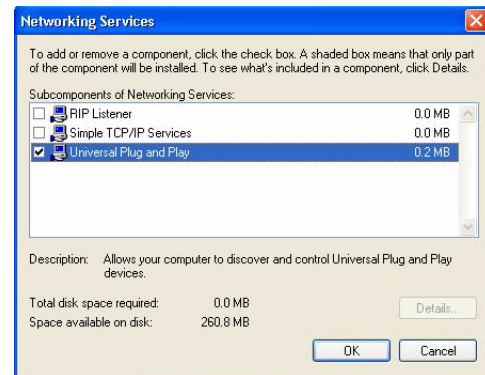 Networking Services
To add or remove a component, click the check box. A shaded box means that only part
of the component will be installed. To see what's included in a component, click Details.
Subcomponents of Networking Services:
RIP Listener 0.0 MB
Simple TCP/IP Services 0.0 MB
Universal Plug and Play 0.2 MB
Description: Allows your computer to discover and control Universal Plug and Play
devices.
Total disk space required: 0.0 MB
Details...
Space available on disk: 260.8 MB
OK Cancel